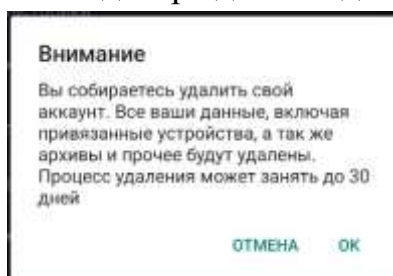 Внимание
Вы собираетесь удалить свой
аккаунт. Все ваши данные, включая
привязанные устройства, а так же
архивы и прочее будут удалены.
Процесс удаления может занять до 30
дней
ОТМЕНА ОК